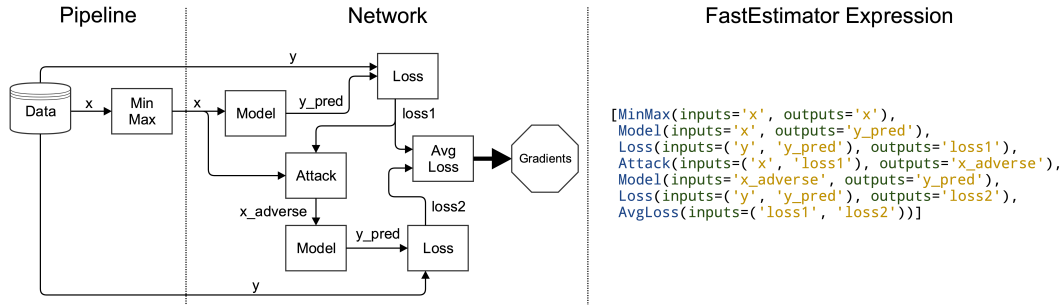 Pipeline
Network
FastEstimator Expression
y
Loss
Data
x
Min
Max
x
Model
y_pred
loss1
Attack
Avg
Loss
Gradients
x_adverse
loss2
Model
y_pred
Loss
y
[MinMax(inputs='x', outputs='x'),
Model(inputs='x', outputs='y_pred'),
Loss(inputs=('y', 'y_pred'), outputs='loss1'),
Attack(inputs=('x', 'loss1'), outputs='x_adverse'),
Model(inputs='x_adverse', outputs='y_pred'),
Loss(inputs=('y', 'y_pred'), outputs='loss2'),
AvgLoss(inputs=('loss1', 'loss2'))]